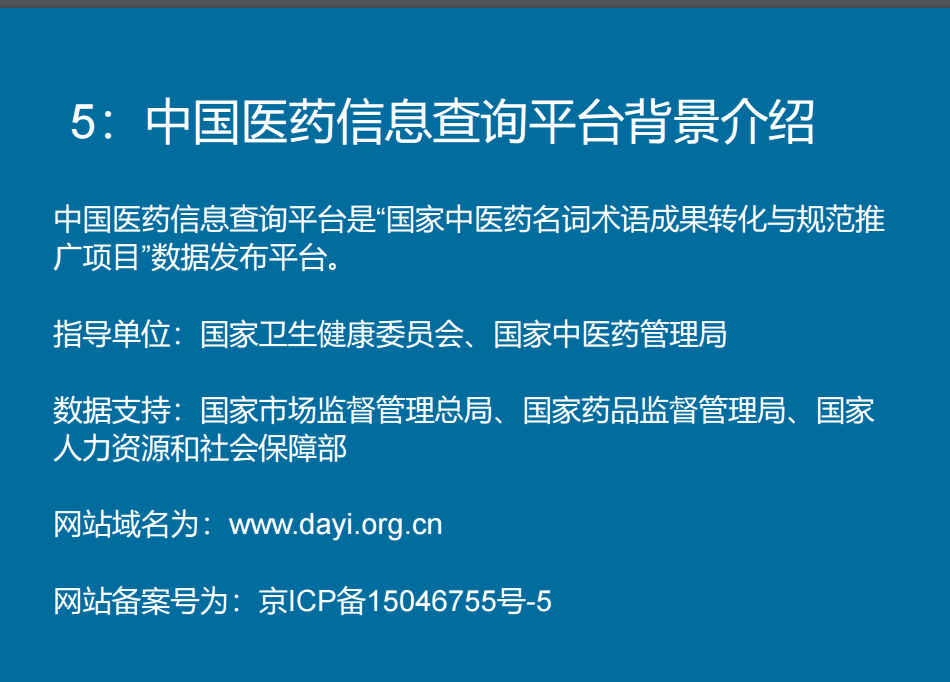 5：中国医药信息查询平台背景介绍
中国医药信息查询平台是“国家中医药名词术语成果转化与规范推
广项目”数据发布平台。
指导单位：国家卫生健康委员会、国家中医药管理局
数据支持：国家市场监督管理总局、国家药品监督管理局、国家
人力资源和社会保障部
网站域名为：www.dayi.org.cn
网站备案号为：京ICP备15046755号-5